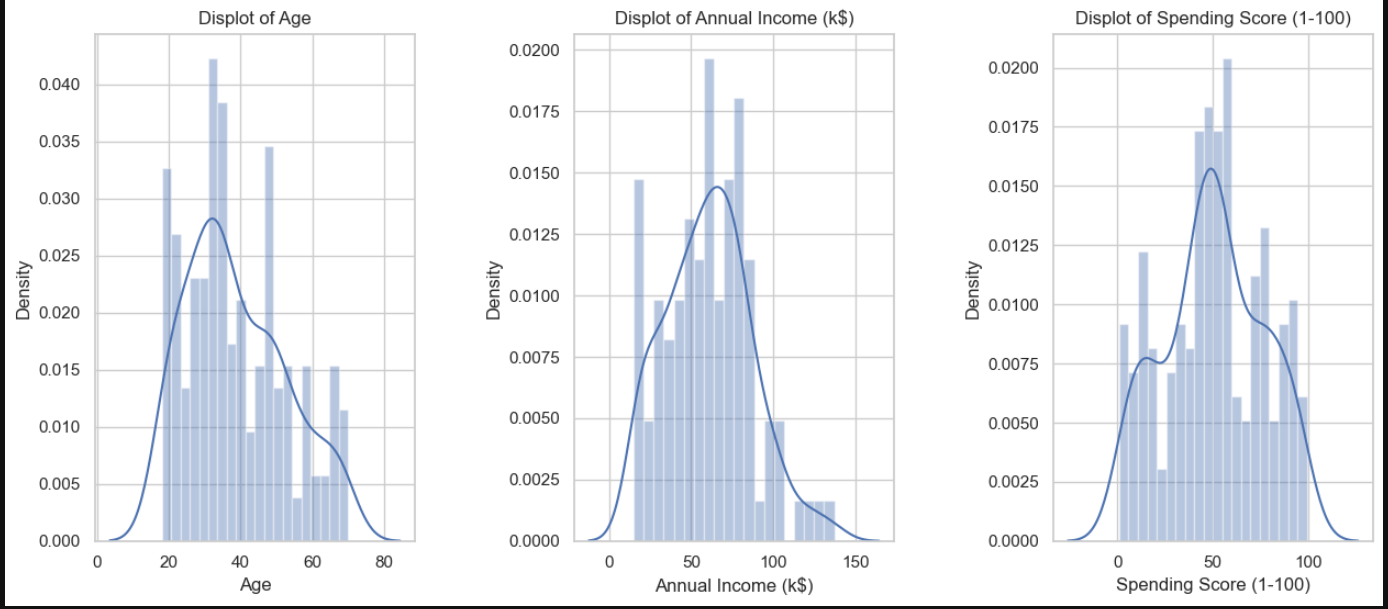 Displot of Age
0.040
0.035
0.030
0.025
0.020
0.015
0.010
0.005
0.000
Density
0 20 40 60 80
Age
Displot of Annual Income (k$)
0.0200
0.0175
0.0150
0.0125
0.0100
0.0075
0.0050
0.0025
0.0000
Density
0 50 100 150
Annual Income (k$)
Displot of Spending Score (1-100)
0.0200
0.0175
0.0150
0.0125
0.0100
0.0075
0.0050
0.0025
0.0000
Density
0 50 100
Spending Score (1-100)